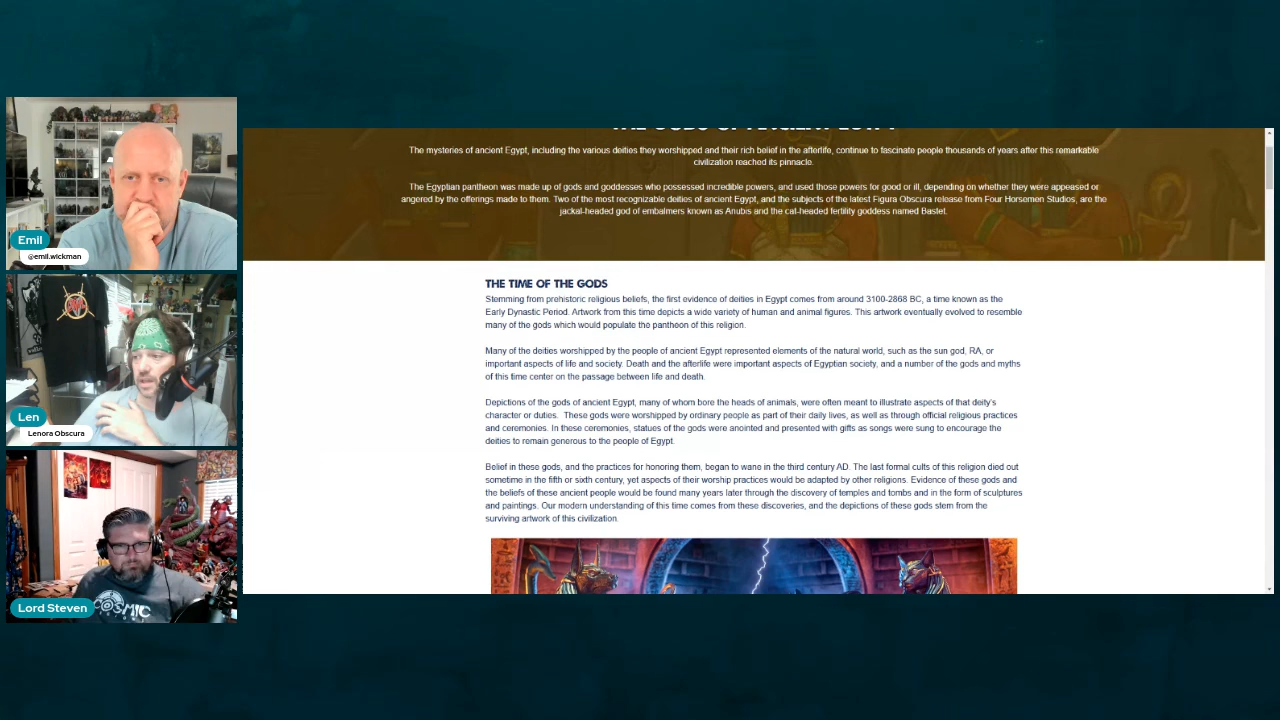 THE GODS OF ANCIENT EGYPT
The mysteries of ancient Egypt, including the various deities they worshipped and their rich belief in the afterlife, continue to fascinate people thousands of years after this remarkable
civilization reached its pinnacle.
The Egyptian pantheon was made up of gods and goddesses who possessed incredible powers, and used those powers for good or ill, depending on whether they were appeased or
angered by the offerings made to them. Two of the most recognizable deities of ancient Egypt, and the subjects of the latest Figura Obscura release from Four Horsemen Studios, are the
jackal-headed god of embalmers known as Anubis and the cat-headed fertility goddess named Bastet.
THE TIME OF THE GODS
Stemming from prehistoric religious beliefs, the first evidence of deities in Egypt comes from around 3100-2868 BC, a time known as the
Early Dynastic Period. Artwork from this time depicts a wide variety of human and animal figures. This artwork eventually evolved to resemble
many of the gods which would populate the pantheon of this religion.
Many of the deities worshipped by the people of ancient Egypt represented elements of the natural world, such as the sun god, RA, or
important aspects of life and society. Death and the afterlife were important aspects of Egyptian society, and a number of the gods and myths
of this time center on the passage between life and death.
Depictions of the gods of ancient Egypt, many of whom bore the heads of animals, were often meant to illustrate aspects of that deity's
character or duties.  These gods were worshipped by ordinary people as part of their daily lives, as well as through official religious practices
and ceremonies. In these ceremonies, statues of the gods were anointed and presented with gifts as songs were sung to encourage the
deities to remain generous to the people of Egypt.
Belief in these gods, and the practices for honoring them, began to wane in the third century AD. The last formal cults of this religion died out
sometime in the fifth or sixth century, yet aspects of their worship practices would be adapted by other religions. Evidence of these gods and
the beliefs of these ancient people would be found many years later through the discovery of temples and tombs and in the form of sculptures
and paintings. Our modern understanding of this time comes from these discoveries, and the depictions of these gods stem from the
surviving artwork of this civilization.
Emil
@emil.wickman
Len
Lenora Obscura
Lord Steven
COSMIC